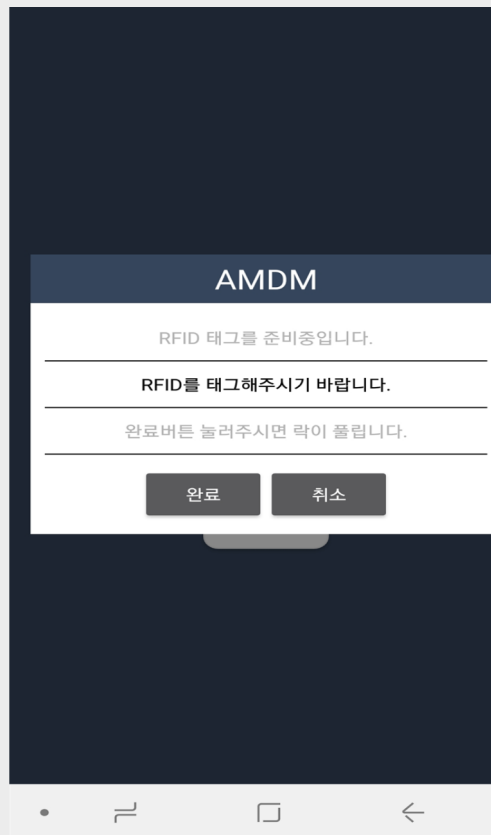 AMDM
RFID 태그를 준비중입니다.
RFID를 태그해주시기 바랍니다.
완료버튼 눌러주시면 락이 풀립니다.
완료
취소